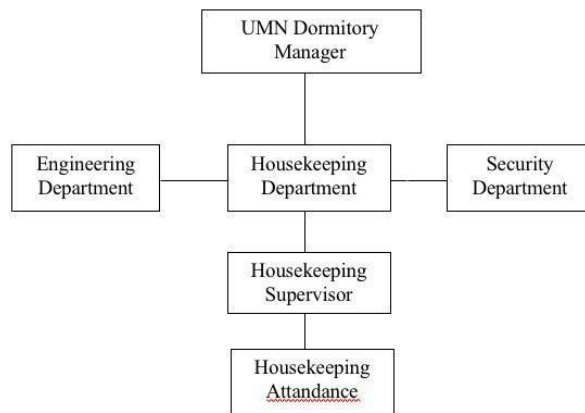 UMN Dormitory
Manager
Engineering
Department
Housekeeping
Department
Security
Department
Housekeeping
Supervisor
Housekeeping
Attandance